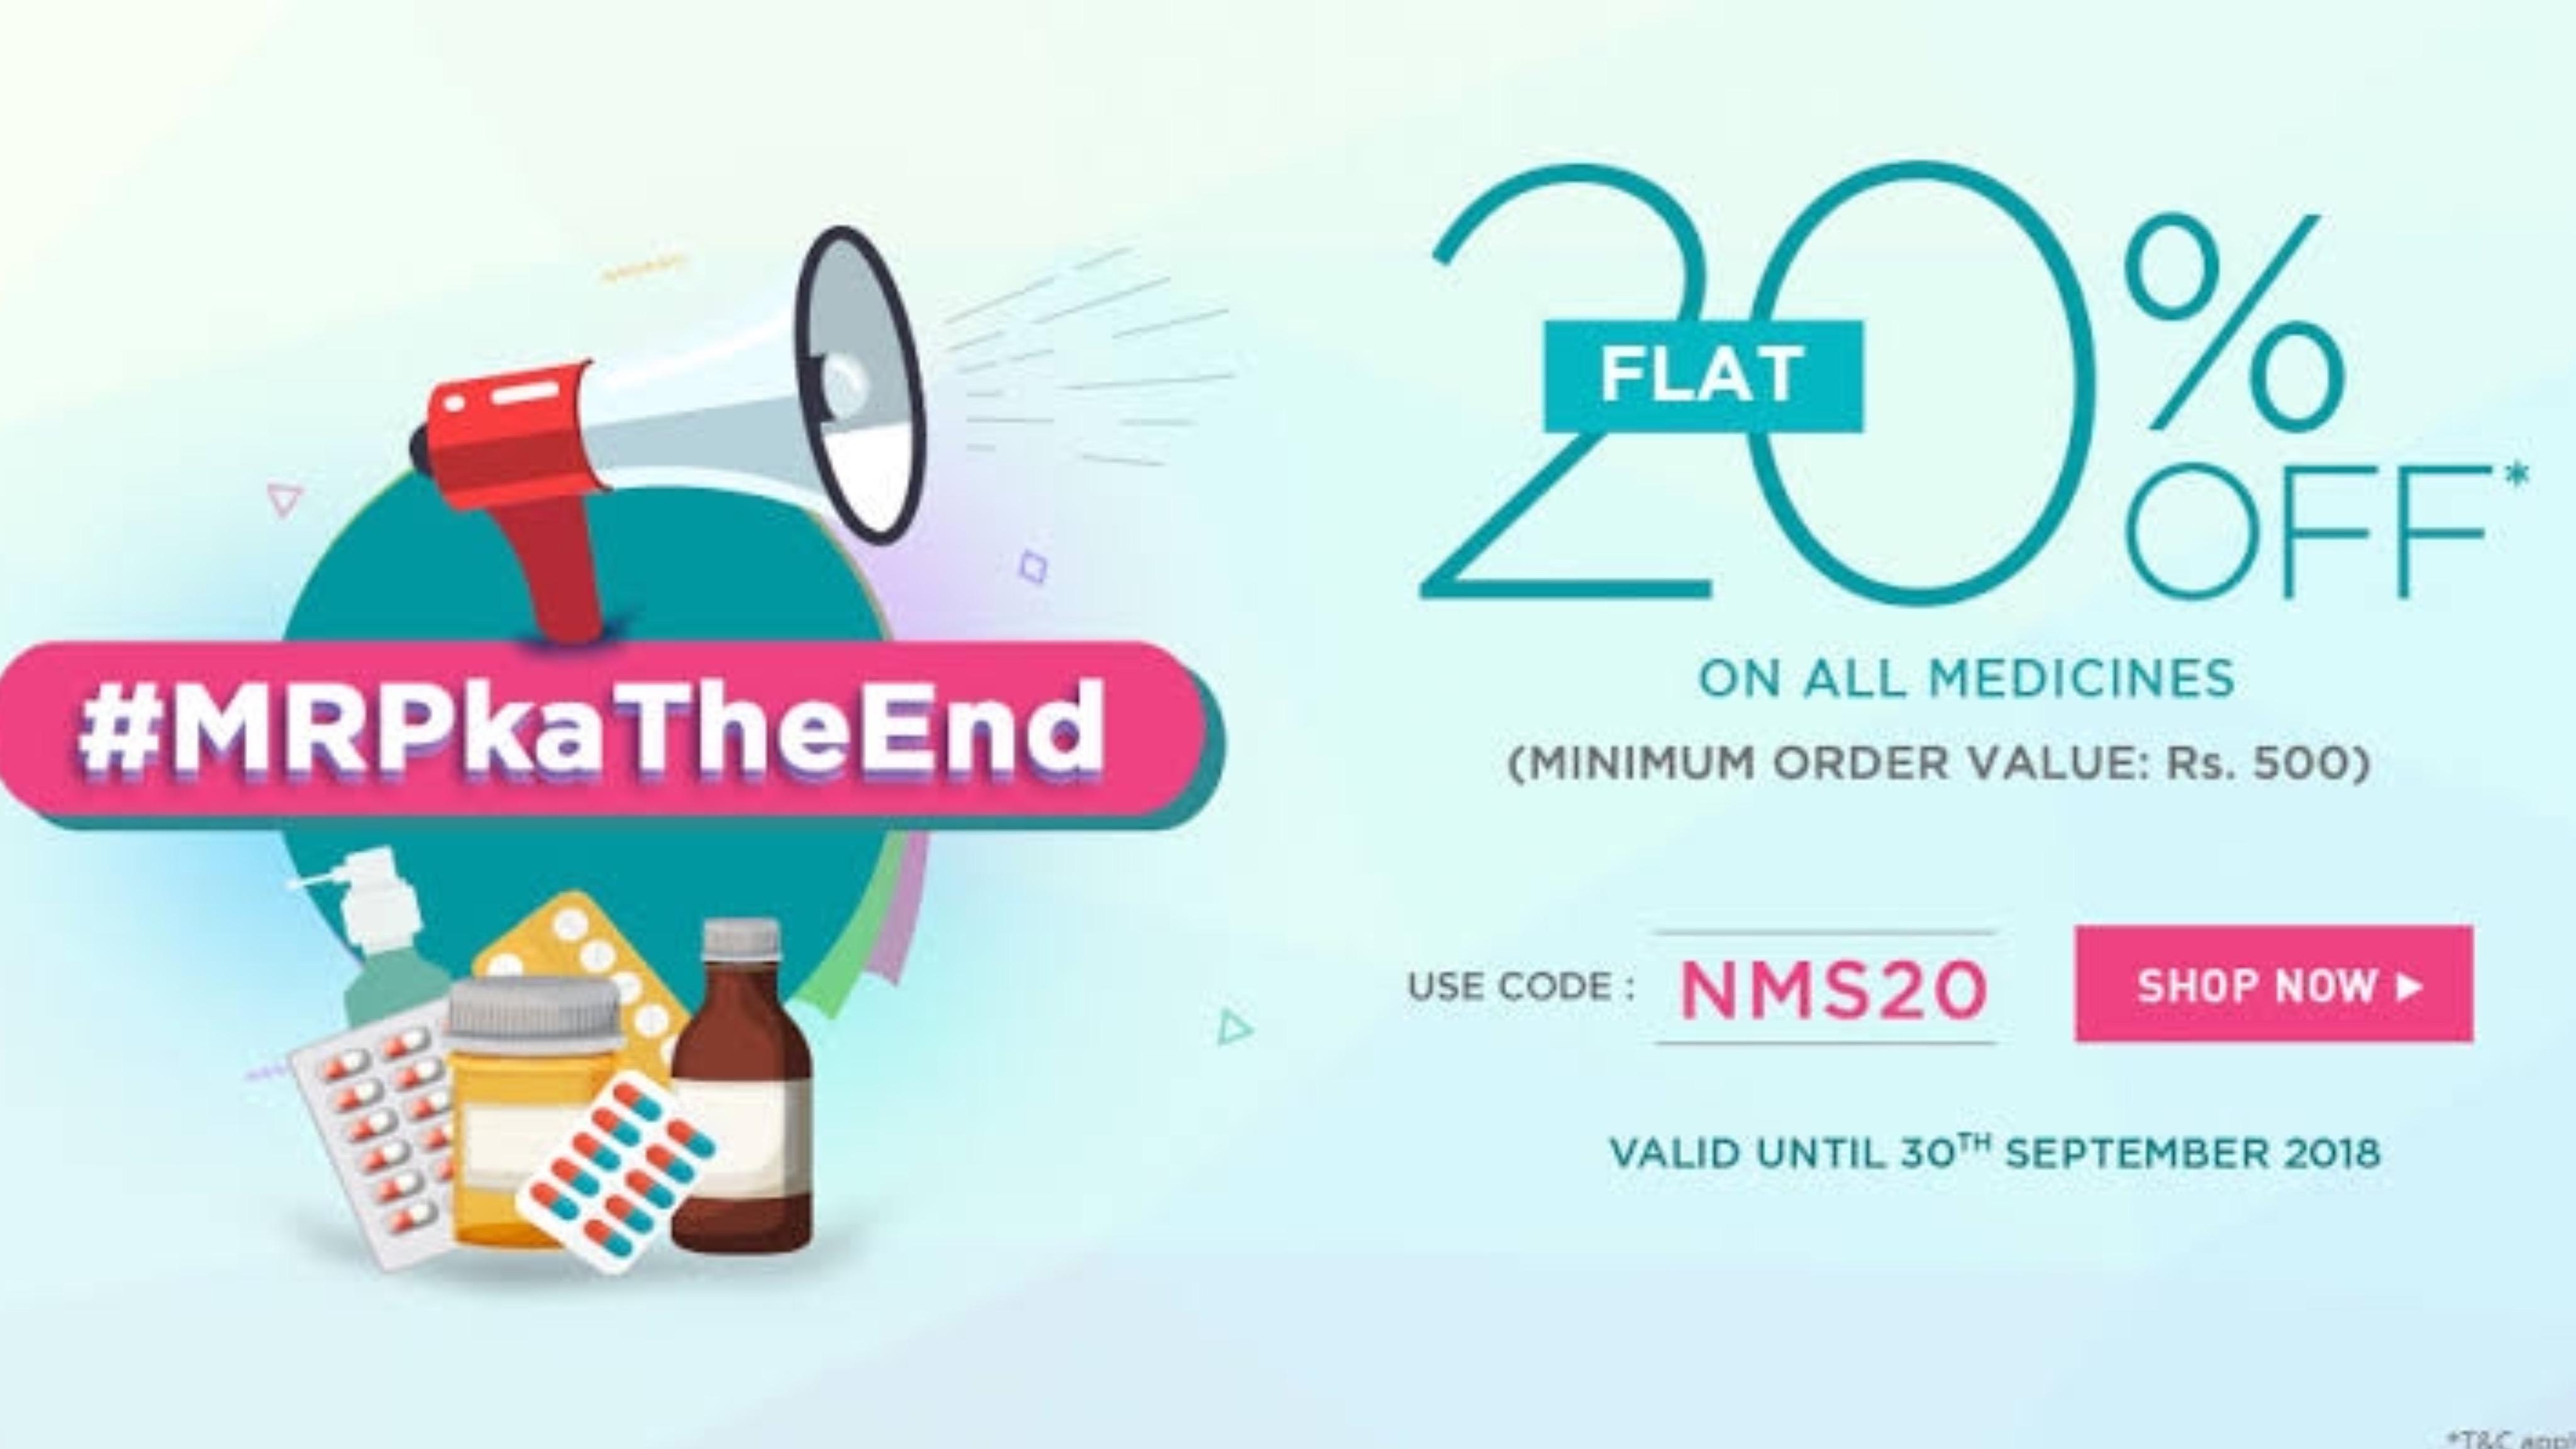 #MRPkaTheEnd
20%
FLAT
OFF*
ON ALL MEDICINES
(MINIMUM ORDER VALUE: Rs. 500)
USE CODE : NMS20
SHOP NOW ▶
VALID UNTIL 30TH SEPTEMBER 2018
*T&C